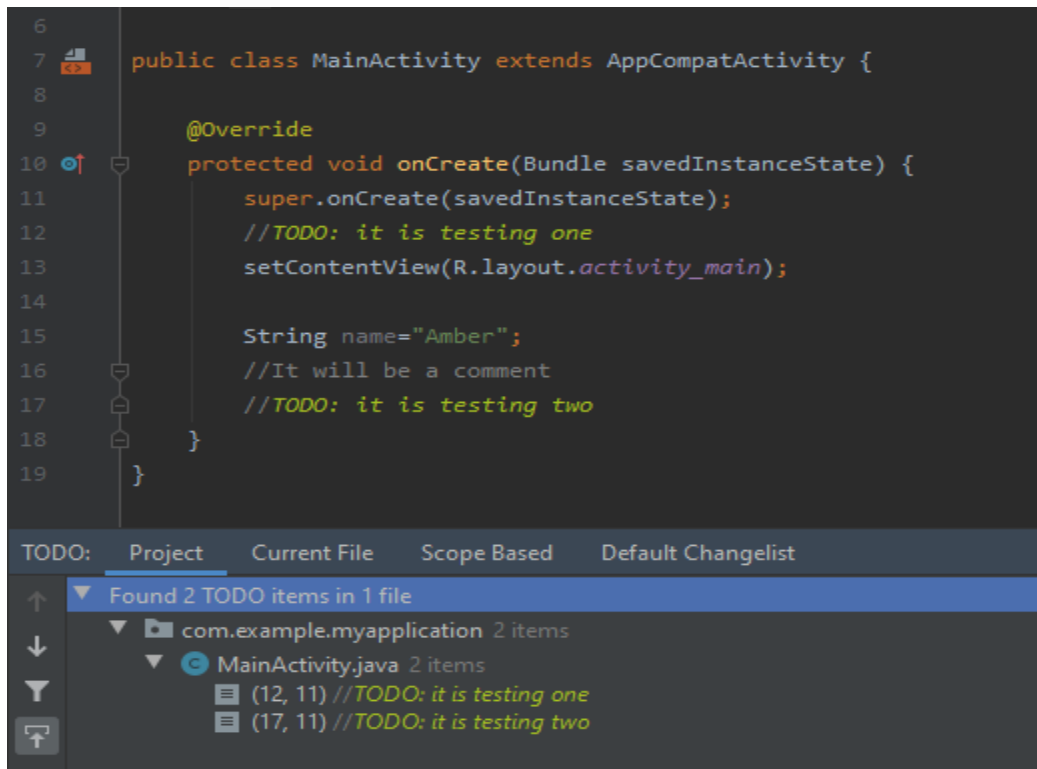 6
7 public class MainActivity extends AppCompatActivity {
8
9 @Override
10 protected void onCreate(Bundle savedInstanceState) {
11 super.onCreate(savedInstanceState);
12 //TODO: it is testing one
13 setContentView(R.layout.activity_main);
14
15 String name="Amber";
16 //It will be a comment
17 //TODO: it is testing two
18 }
19 }
TODO: Project Current File Scope Based Default Changelist
Found 2 TODO items in 1 file
com.example.myapplication 2 items
C MainActivity.java 2 items
(12, 11) //TODO: it is testing one
(17, 11) //TODO: it is testing two